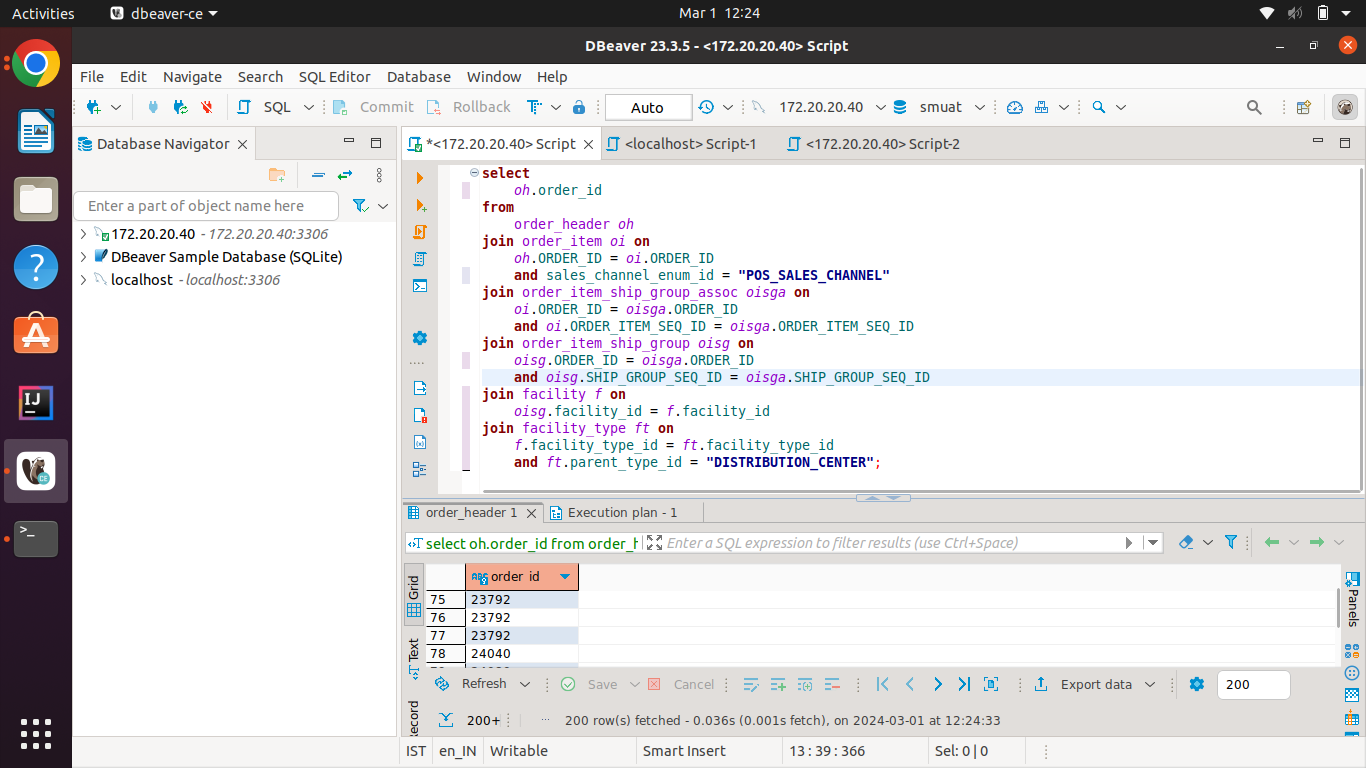 Activities dbeaver-ce Mar 1 12:24
DBeaver 23.3.5 - <172.20.20.40> Script
File Edit Navigate Search SQL Editor Database Window Help
SQL Commit Rollback Auto 172.20.20.40 smuat
Database Navigator
Enter a part of object name here
172.20.20.40 - 172.20.20.40:3306
DBeaver Sample Database (SQLite)
localhost - localhost:3306
*<172.20.20.40> Script <localhost> Script-1 <172.20.20.40> Script-2
select
oh.order_id
from
order_header oh
join order_item oi on
oh.ORDER_ID = oi.ORDER_ID
and sales_channel_enum_id = "POS_SALES_CHANNEL"
join order_item_ship_group_assoc oisga on
oi.ORDER_ID = oisga.ORDER_ID
and oi.ORDER_ITEM_SEQ_ID = oisga.ORDER_ITEM_SEQ_ID
join order_item_ship_group oisg on
oisg.ORDER_ID = oisga.ORDER_ID
and oisg.SHIP_GROUP_SEQ_ID = oisga.SHIP_GROUP_SEQ_ID
join facility f on
oisg.facility_id = f.facility_id
join facility_type ft on
f.facility_type_id = ft.facility_type_id
and ft.parent_type_id = "DISTRIBUTION_CENTER";
order_header 1 Execution plan - 1
select oh.order_id from order_h Enter a SQL expression to filter results (use Ctrl+Space)
Grid
Text
Record
order_id
75 23792
76 23792
77 23792
78 24040
Panels
Refresh Save Cancel Export data 200
200+ 200 row(s) fetched - 0.036s (0.001s fetch), on 2024-03-01 at 12:24:33
IST en_IN Writable Smart Insert 13 : 39 : 366 Sel: 0 | 0